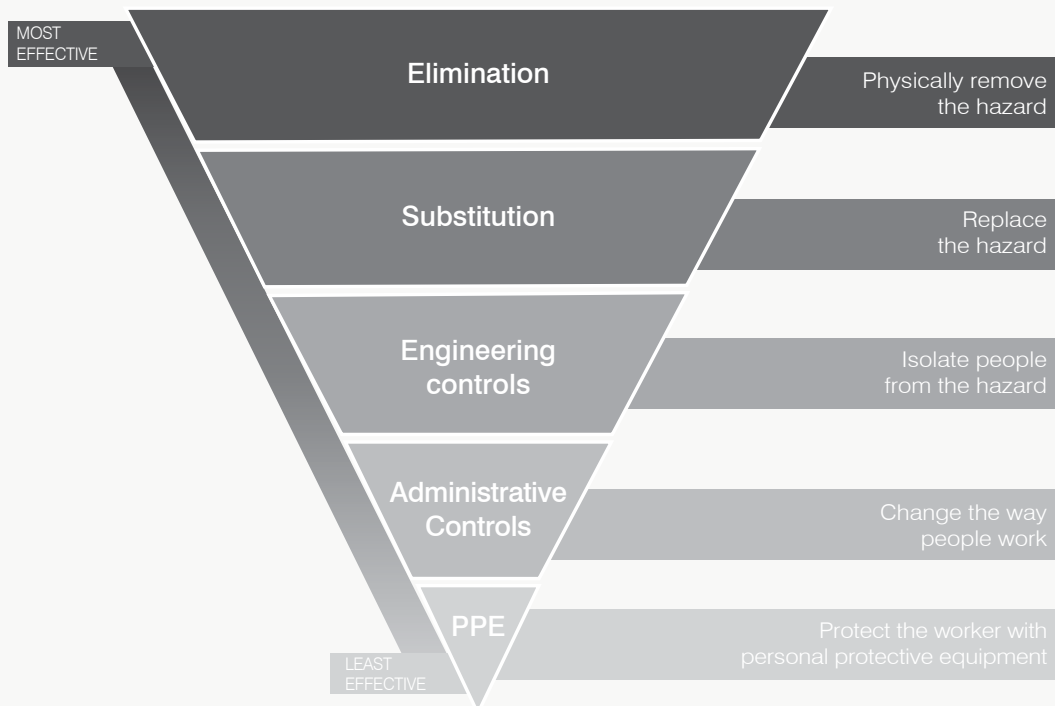 MOST
EFFECTIVE
Elimination
Physically remove
the hazard
Substitution
Replace
the hazard
Engineering
controls
Isolate people
from the hazard
Administrative
Controls
Change the way
people work
PPE
Protect the worker with
personal protective equipment
LEAST
EFFECTIVE